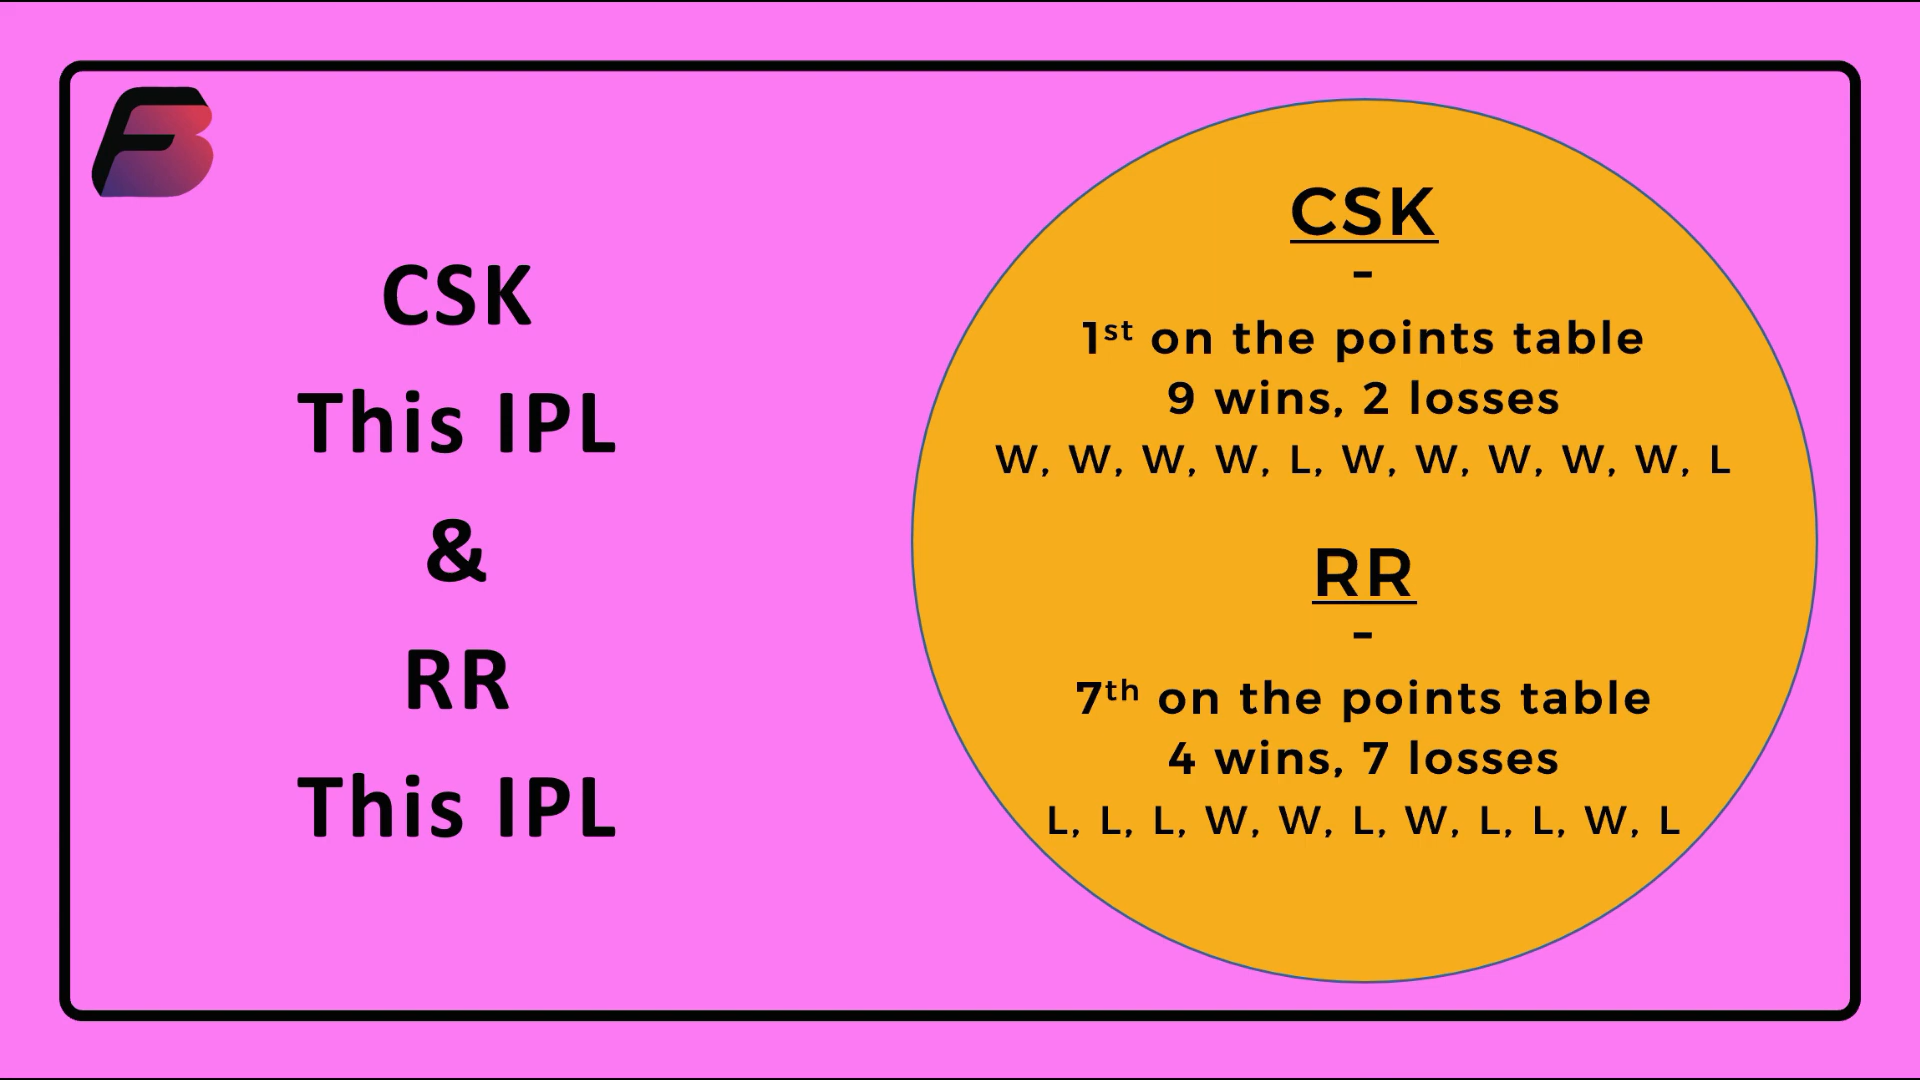 CSK
This IPL
&
RR
This IPL
CSK
-
1st on the points table
9 wins, 2 losses
W, W, W, W, L, W, W, W, W, W, L
RR
-
7th on the points table
4 wins, 7 losses
L, L, L, W, W, L, W, L, L, W, L